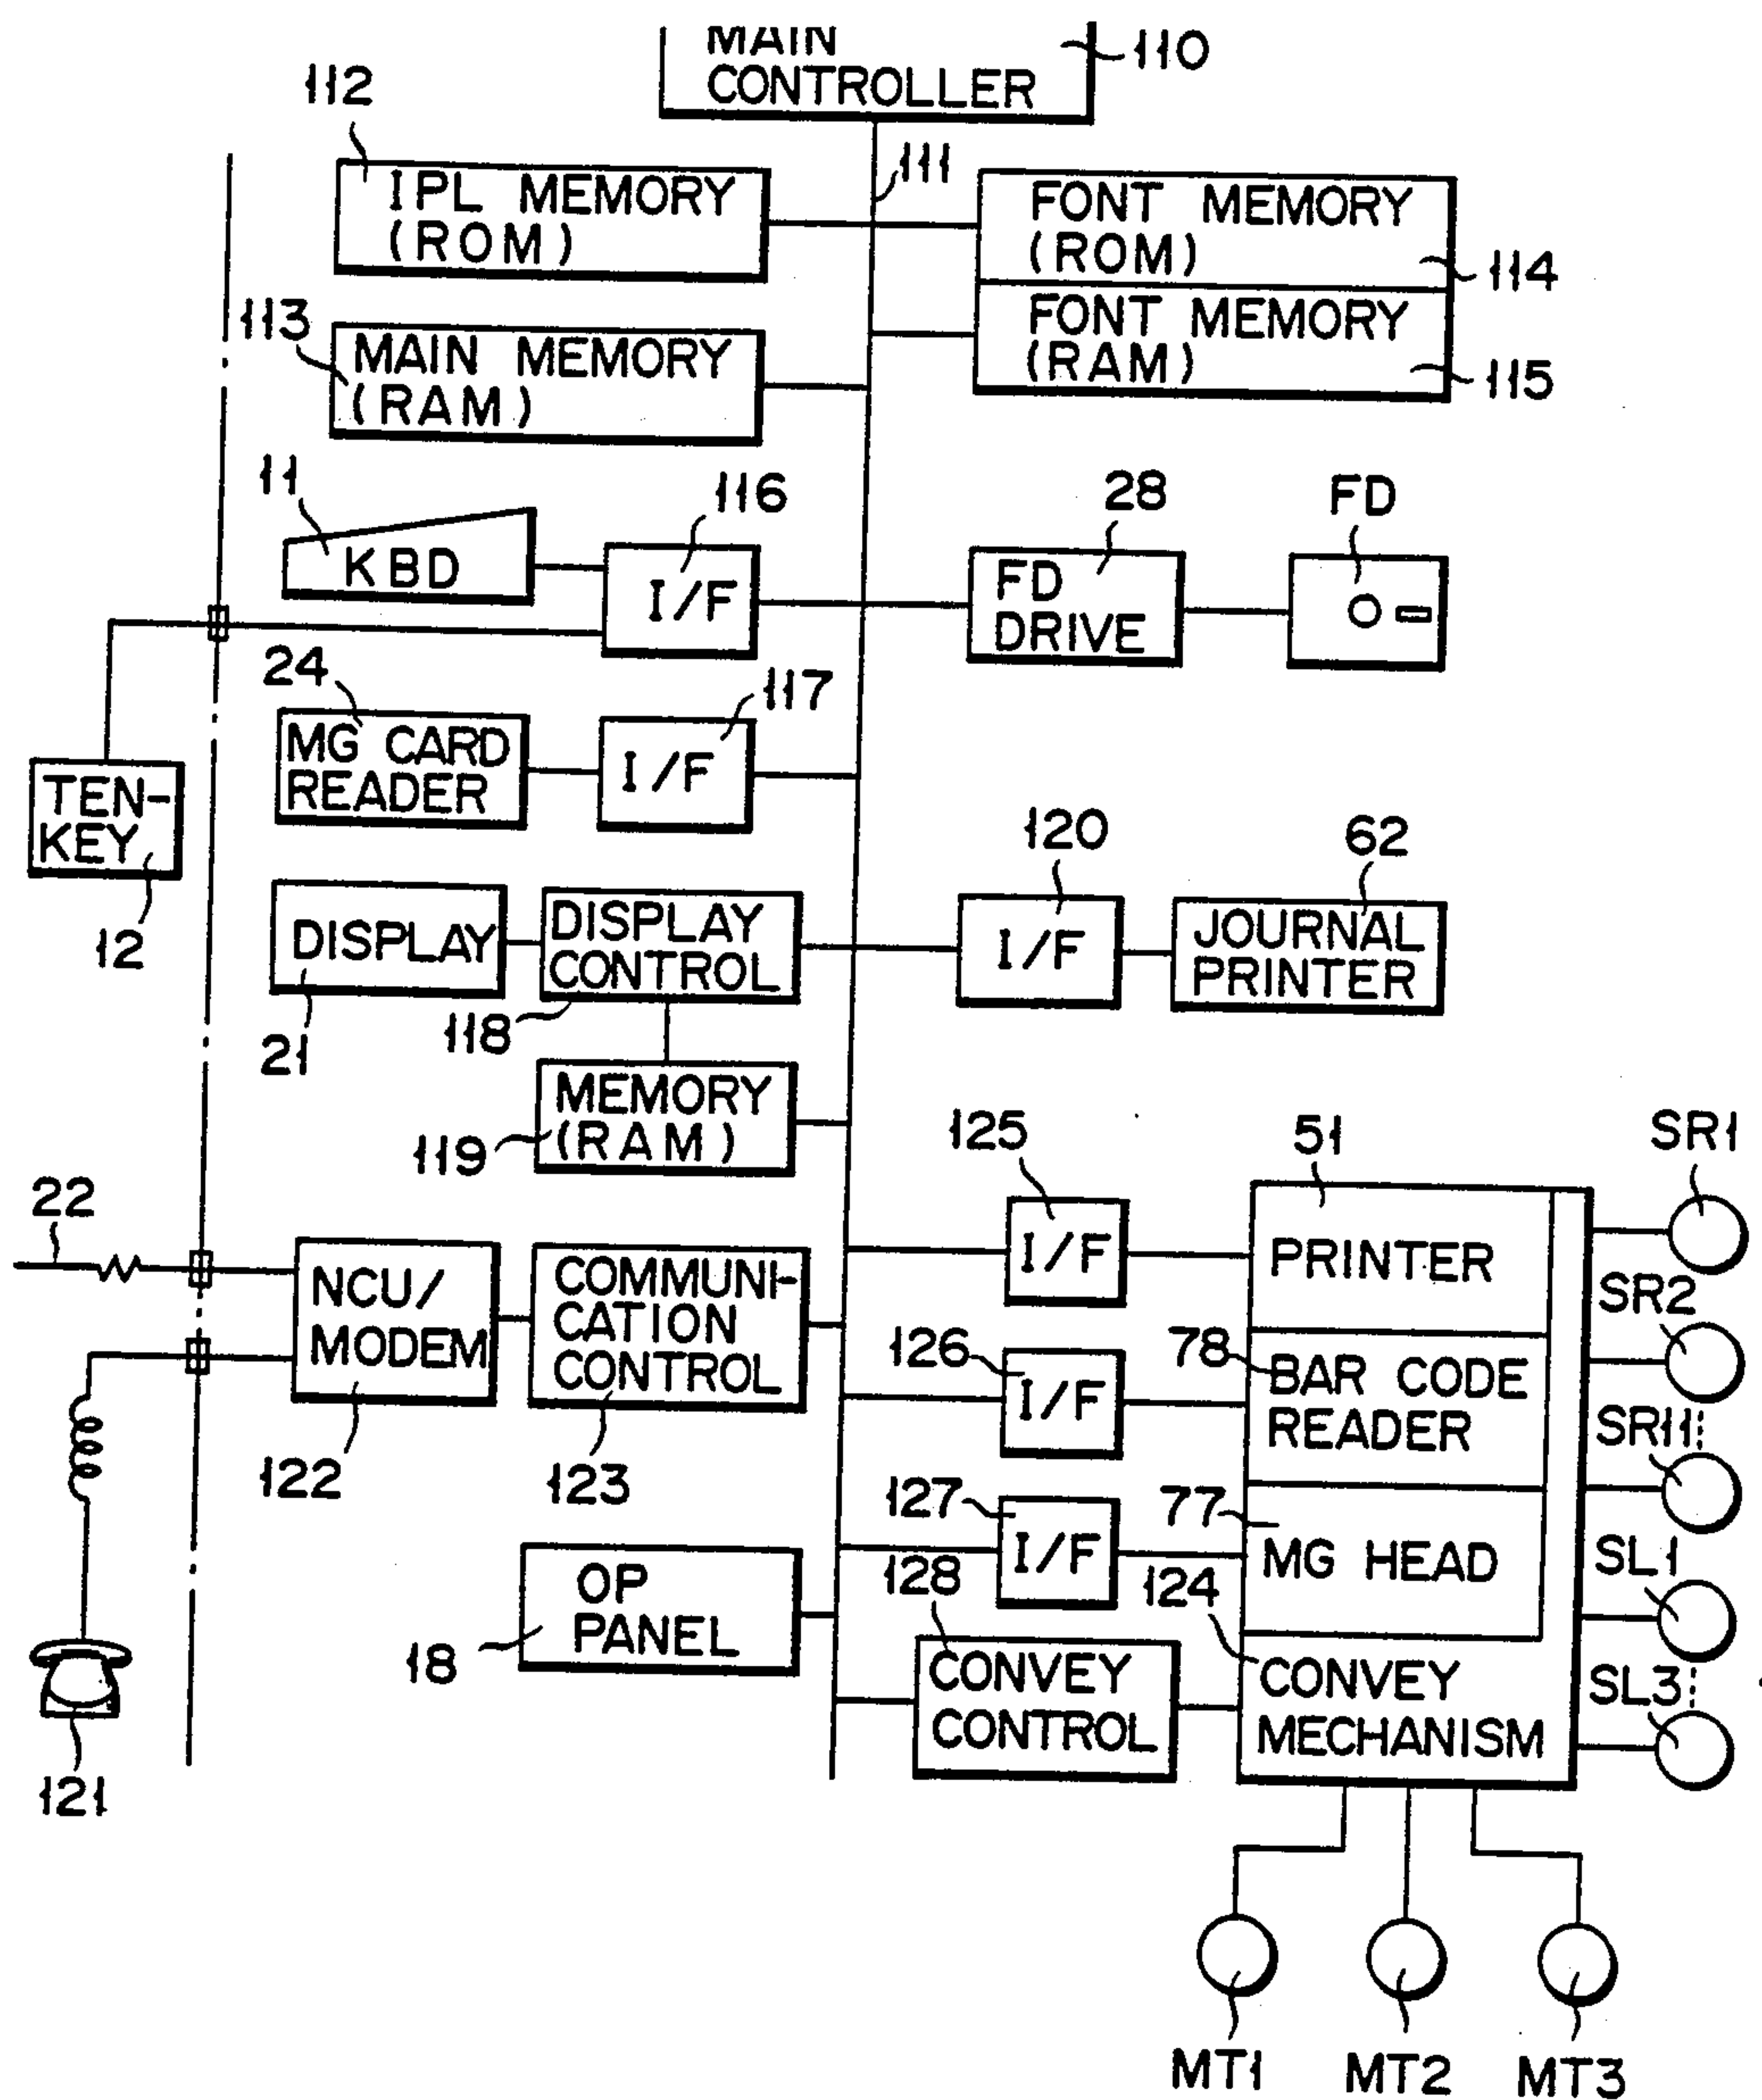 MAIN
CONTROLLER
110
112
111
IPL MEMORY
(ROM)
FONT MEMORY
(ROM)
114
113
MAIN MEMORY
(RAM)
FONT MEMORY
(RAM)
115
11
KBD
116
I/F
28
FD
DRIVE
FD
24
MG CARD
READER
117
I/F
TEN-
KEY
12
120
I/F
62
JOURNAL
PRINTER
DISPLAY
21
DISPLAY
CONTROL
118
MEMORY
(RAM)
119
125
I/F
51
PRINTER
SR1
22
NCU/
MODEM
122
COMMUNI-
CATION
CONTROL
123
126
I/F
78
BAR CODE
READER
SR2
SR11
127
I/F
77
MG HEAD
SL1
OP
PANEL
18
128
CONVEY
CONTROL
124
CONVEY
MECHANISM
SL3
121
MT1
MT2
MT3